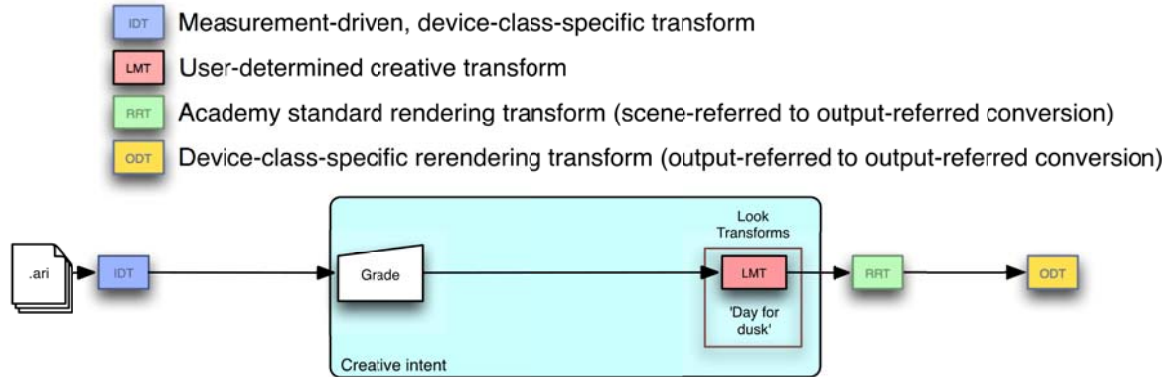 IDT Measurement-driven, device-class-specific transform
LMT User-determined creative transform
RRT Academy standard rendering transform (scene-referred to output-referred conversion)
ODT Device-class-specific rerendering transform (output-referred to output-referred conversion)
Look
Transforms
.ari
IDT
Grade
LMT
RRT
ODT
'Day for
dusk'
Creative intent